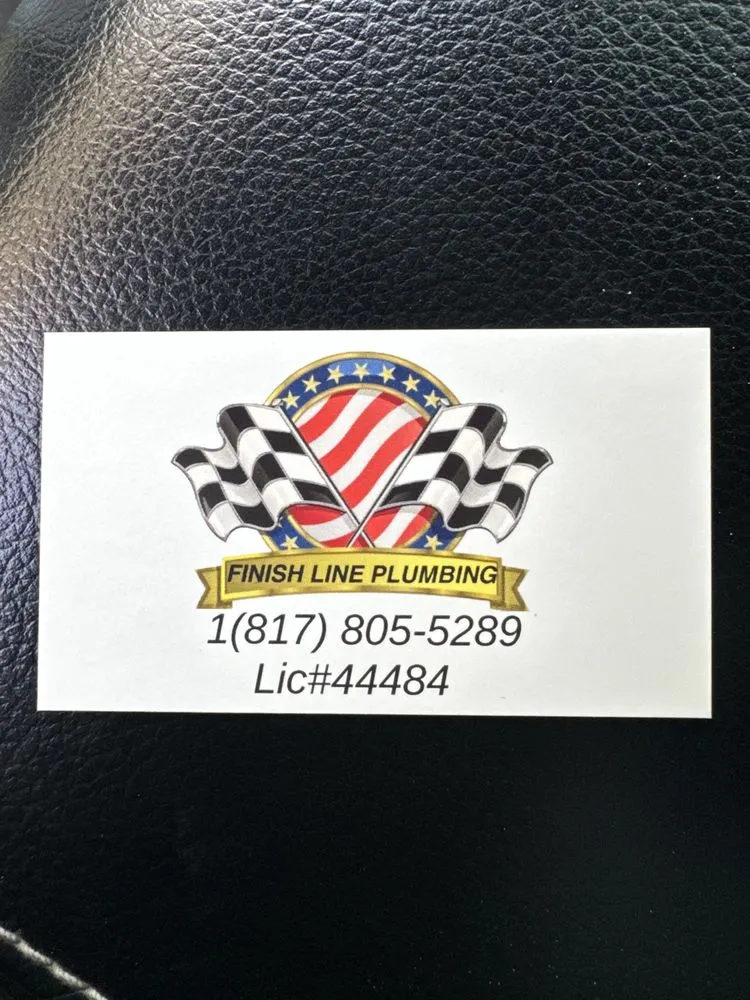 FINISH LINE PLUMBING
1(817) 805-5289
Lic#44484